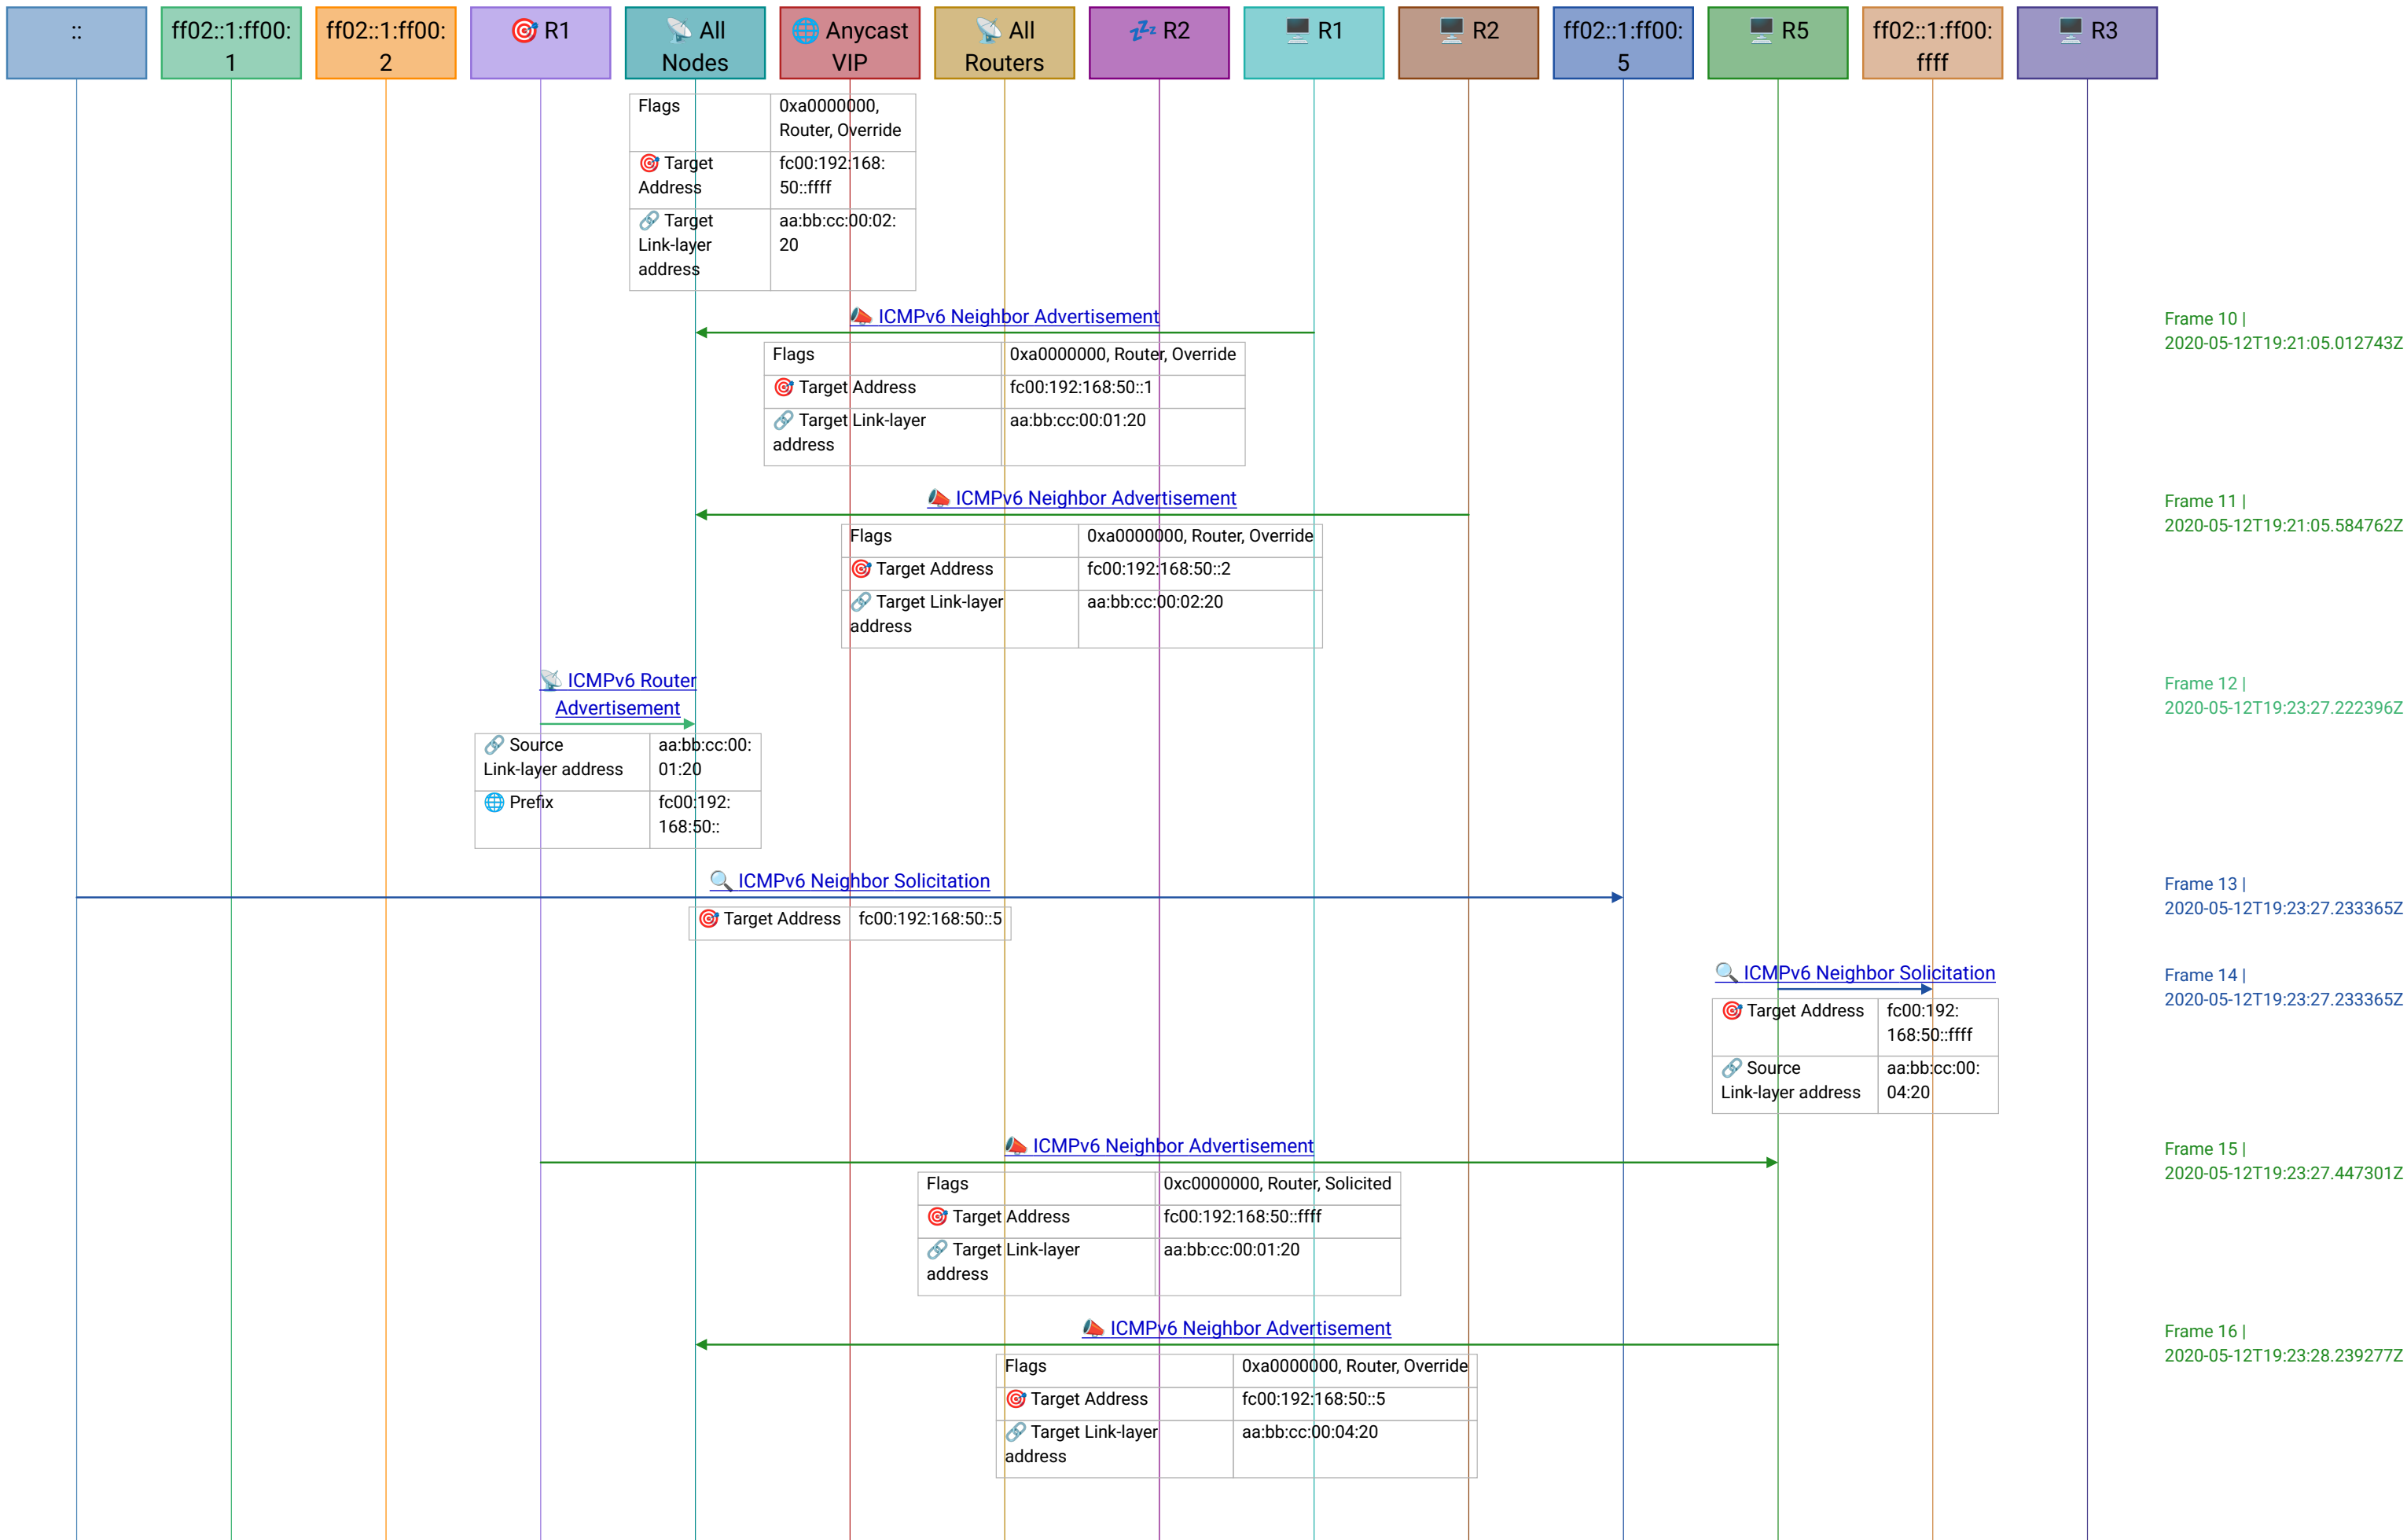 ::
ff02::1:ff00:
1
ff02::1:ff00:
2
🎯 R1
📡 All
Nodes
🌐 Anycast
VIP
📡 All
Routers
💤 R2
🖥️ R1
🖥️ R2
ff02::1:ff00:
5
🖥️ R5
ff02::1:ff00:
ffff
🖥️ R3
Flags
0xa0000000,
Router, Override
🎯 Target
Address
fc00:192:168:
50::ffff
🔗 Target
Link-layer
address
aa:bb:cc:00:02:
20
📣 ICMPv6 Neighbor Advertisement
Frame 10 |
2020-05-12T19:21:05.012743Z
Flags
0xa0000000, Router, Override
🎯 Target Address
fc00:192:168:50::1
🔗 Target Link-layer
address
aa:bb:cc:00:01:20
📣 ICMPv6 Neighbor Advertisement
Frame 11 |
2020-05-12T19:21:05.584762Z
Flags
0xa0000000, Router, Override
🎯 Target Address
fc00:192:168:50::2
🔗 Target Link-layer
address
aa:bb:cc:00:02:20
📡 ICMPv6 Router
Advertisement
Frame 12 |
2020-05-12T19:23:27.222396Z
🔗 Source
Link-layer address
aa:bb:cc:00:
01:20
🌐 Prefix
fc00:192:
168:50::
🔍 ICMPv6 Neighbor Solicitation
Frame 13 |
2020-05-12T19:23:27.233365Z
🎯 Target Address
fc00:192:168:50::5
🔍 ICMPv6 Neighbor Solicitation
Frame 14 |
2020-05-12T19:23:27.233365Z
🎯 Target Address
fc00:192:
168:50::ffff
🔗 Source
Link-layer address
aa:bb:cc:00:
04:20
📣 ICMPv6 Neighbor Advertisement
Frame 15 |
2020-05-12T19:23:27.447301Z
Flags
0xc0000000, Router, Solicited
🎯 Target Address
fc00:192:168:50::ffff
🔗 Target Link-layer
address
aa:bb:cc:00:01:20
📣 ICMPv6 Neighbor Advertisement
Frame 16 |
2020-05-12T19:23:28.239277Z
Flags
0xa0000000, Router, Override
🎯 Target Address
fc00:192:168:50::5
🔗 Target Link-layer
address
aa:bb:cc:00:04:20